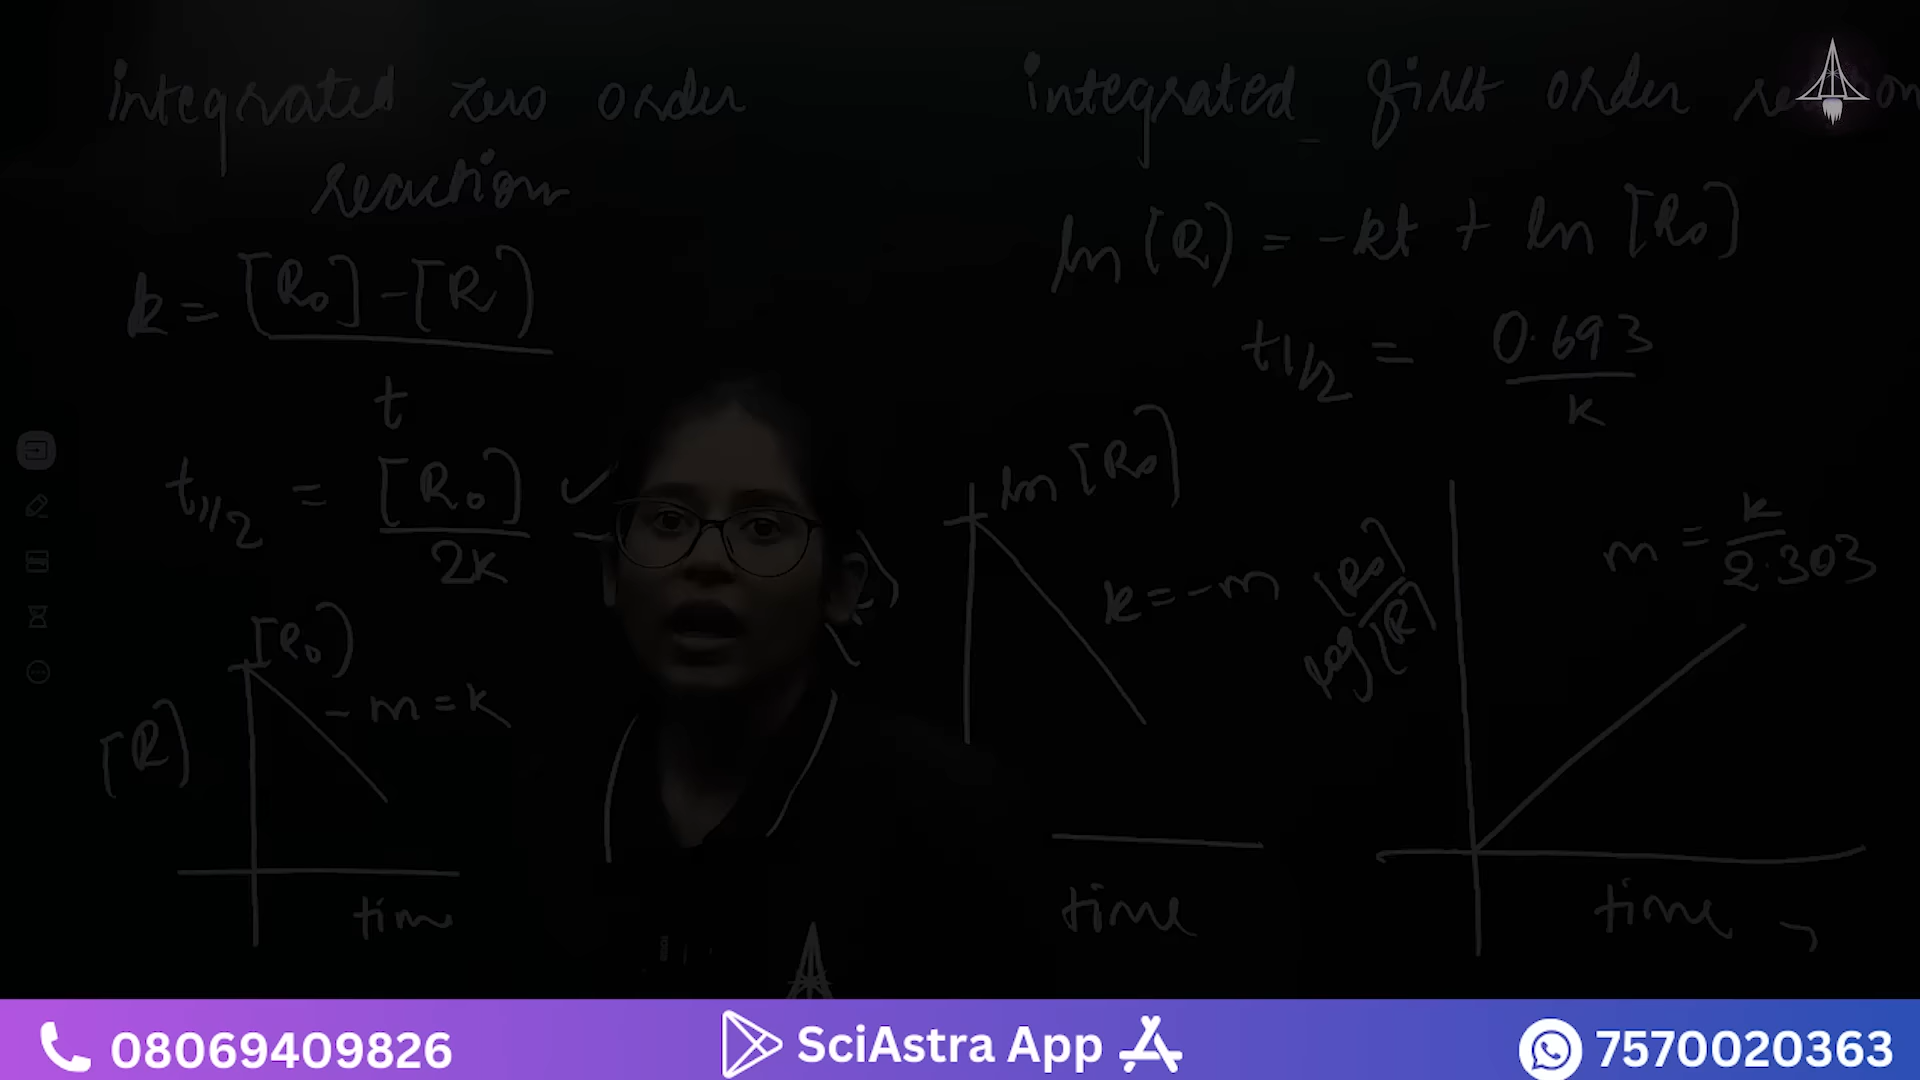 integrated zero order
reaction
k = [R₀] - [R]
t
t1/2 = [R₀] ✓
2k
[R₀]
- m = k
[R]
time
integrated first order
ln [R] = -kt + ln [R₀]
t1/2 = 0.693
k
ln [R₀]
k = -m
time
log [R₀]/[R]
m = k
2.303
time
08069409826
SciAstra App
7570020363